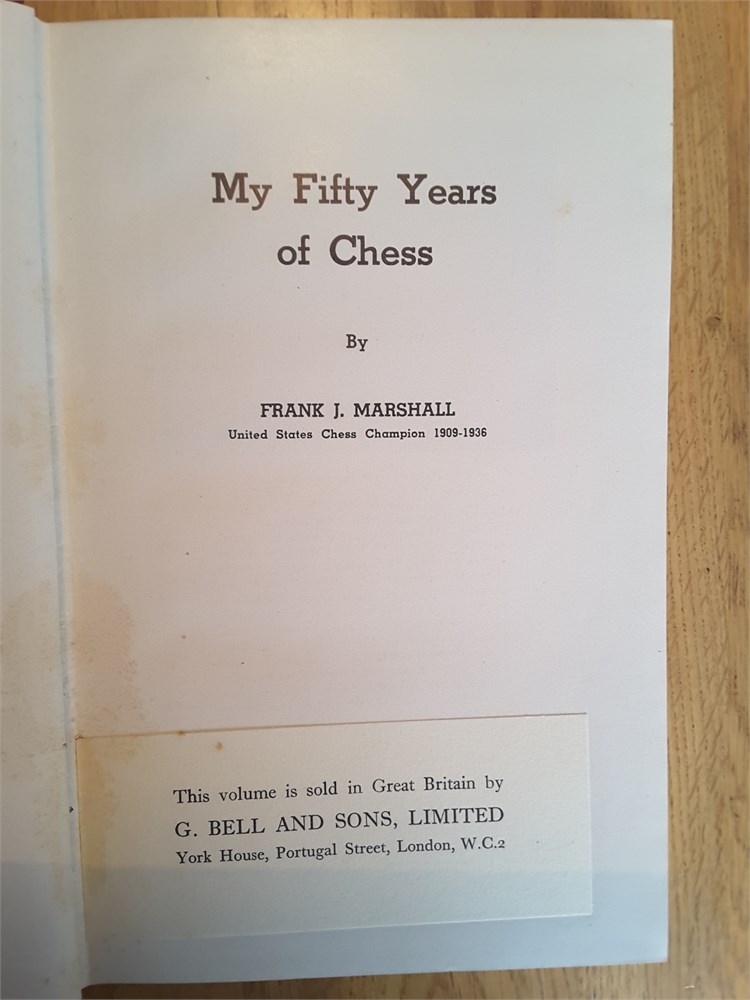 My Fifty Years
of Chess
By
FRANK J. MARSHALL
United States Chess Champion 1909-1936
This volume is sold in Great Britain by
G. BELL AND SONS, LIMITED
York House, Portugal Street, London, W.C.2